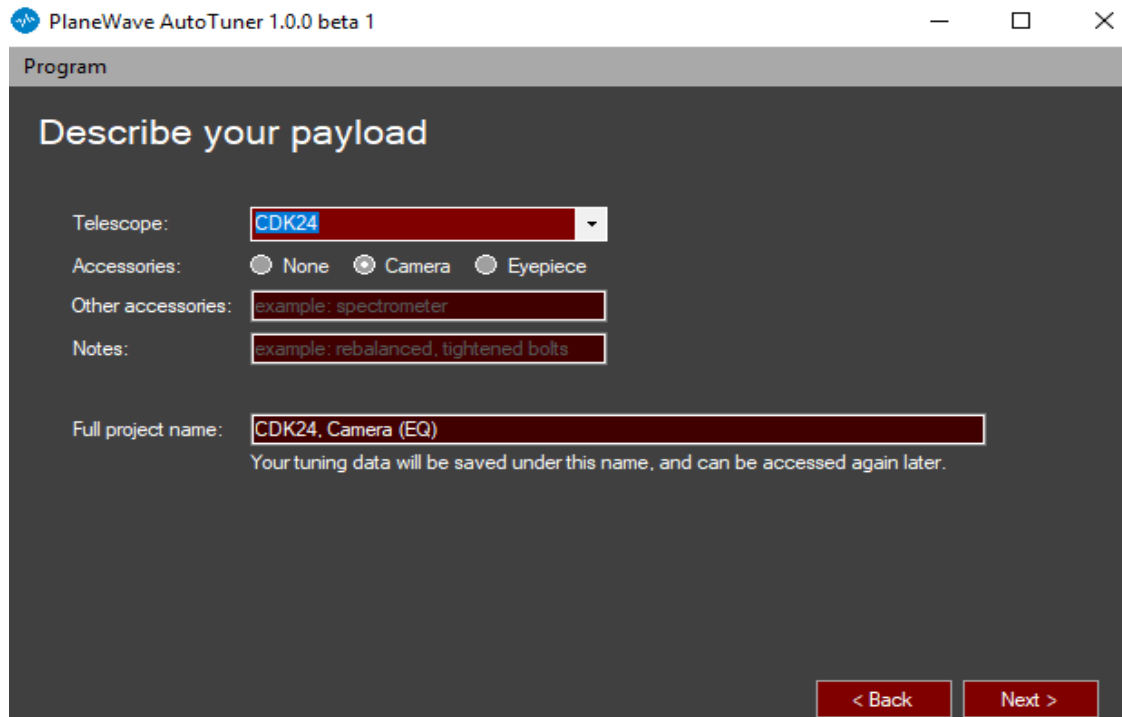 PlaneWave AutoTuner 1.0.0 beta 1
Program
Describe your payload
Telescope: CDK24
Accessories: None Camera Eyepiece
Other accessories: example: spectrometer
Notes: example: rebalanced, tightened bolts
Full project name: CDK24, Camera (EQ)
Your tuning data will be saved under this name, and can be accessed again later.
< Back Next >